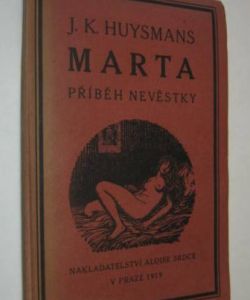 J. K. HUYSMANS
MARTA
PŘÍBĚH NEVĚSTKY
NAKLADATELSTVÍ ALOISE SRDCE
V PRAZE 1919